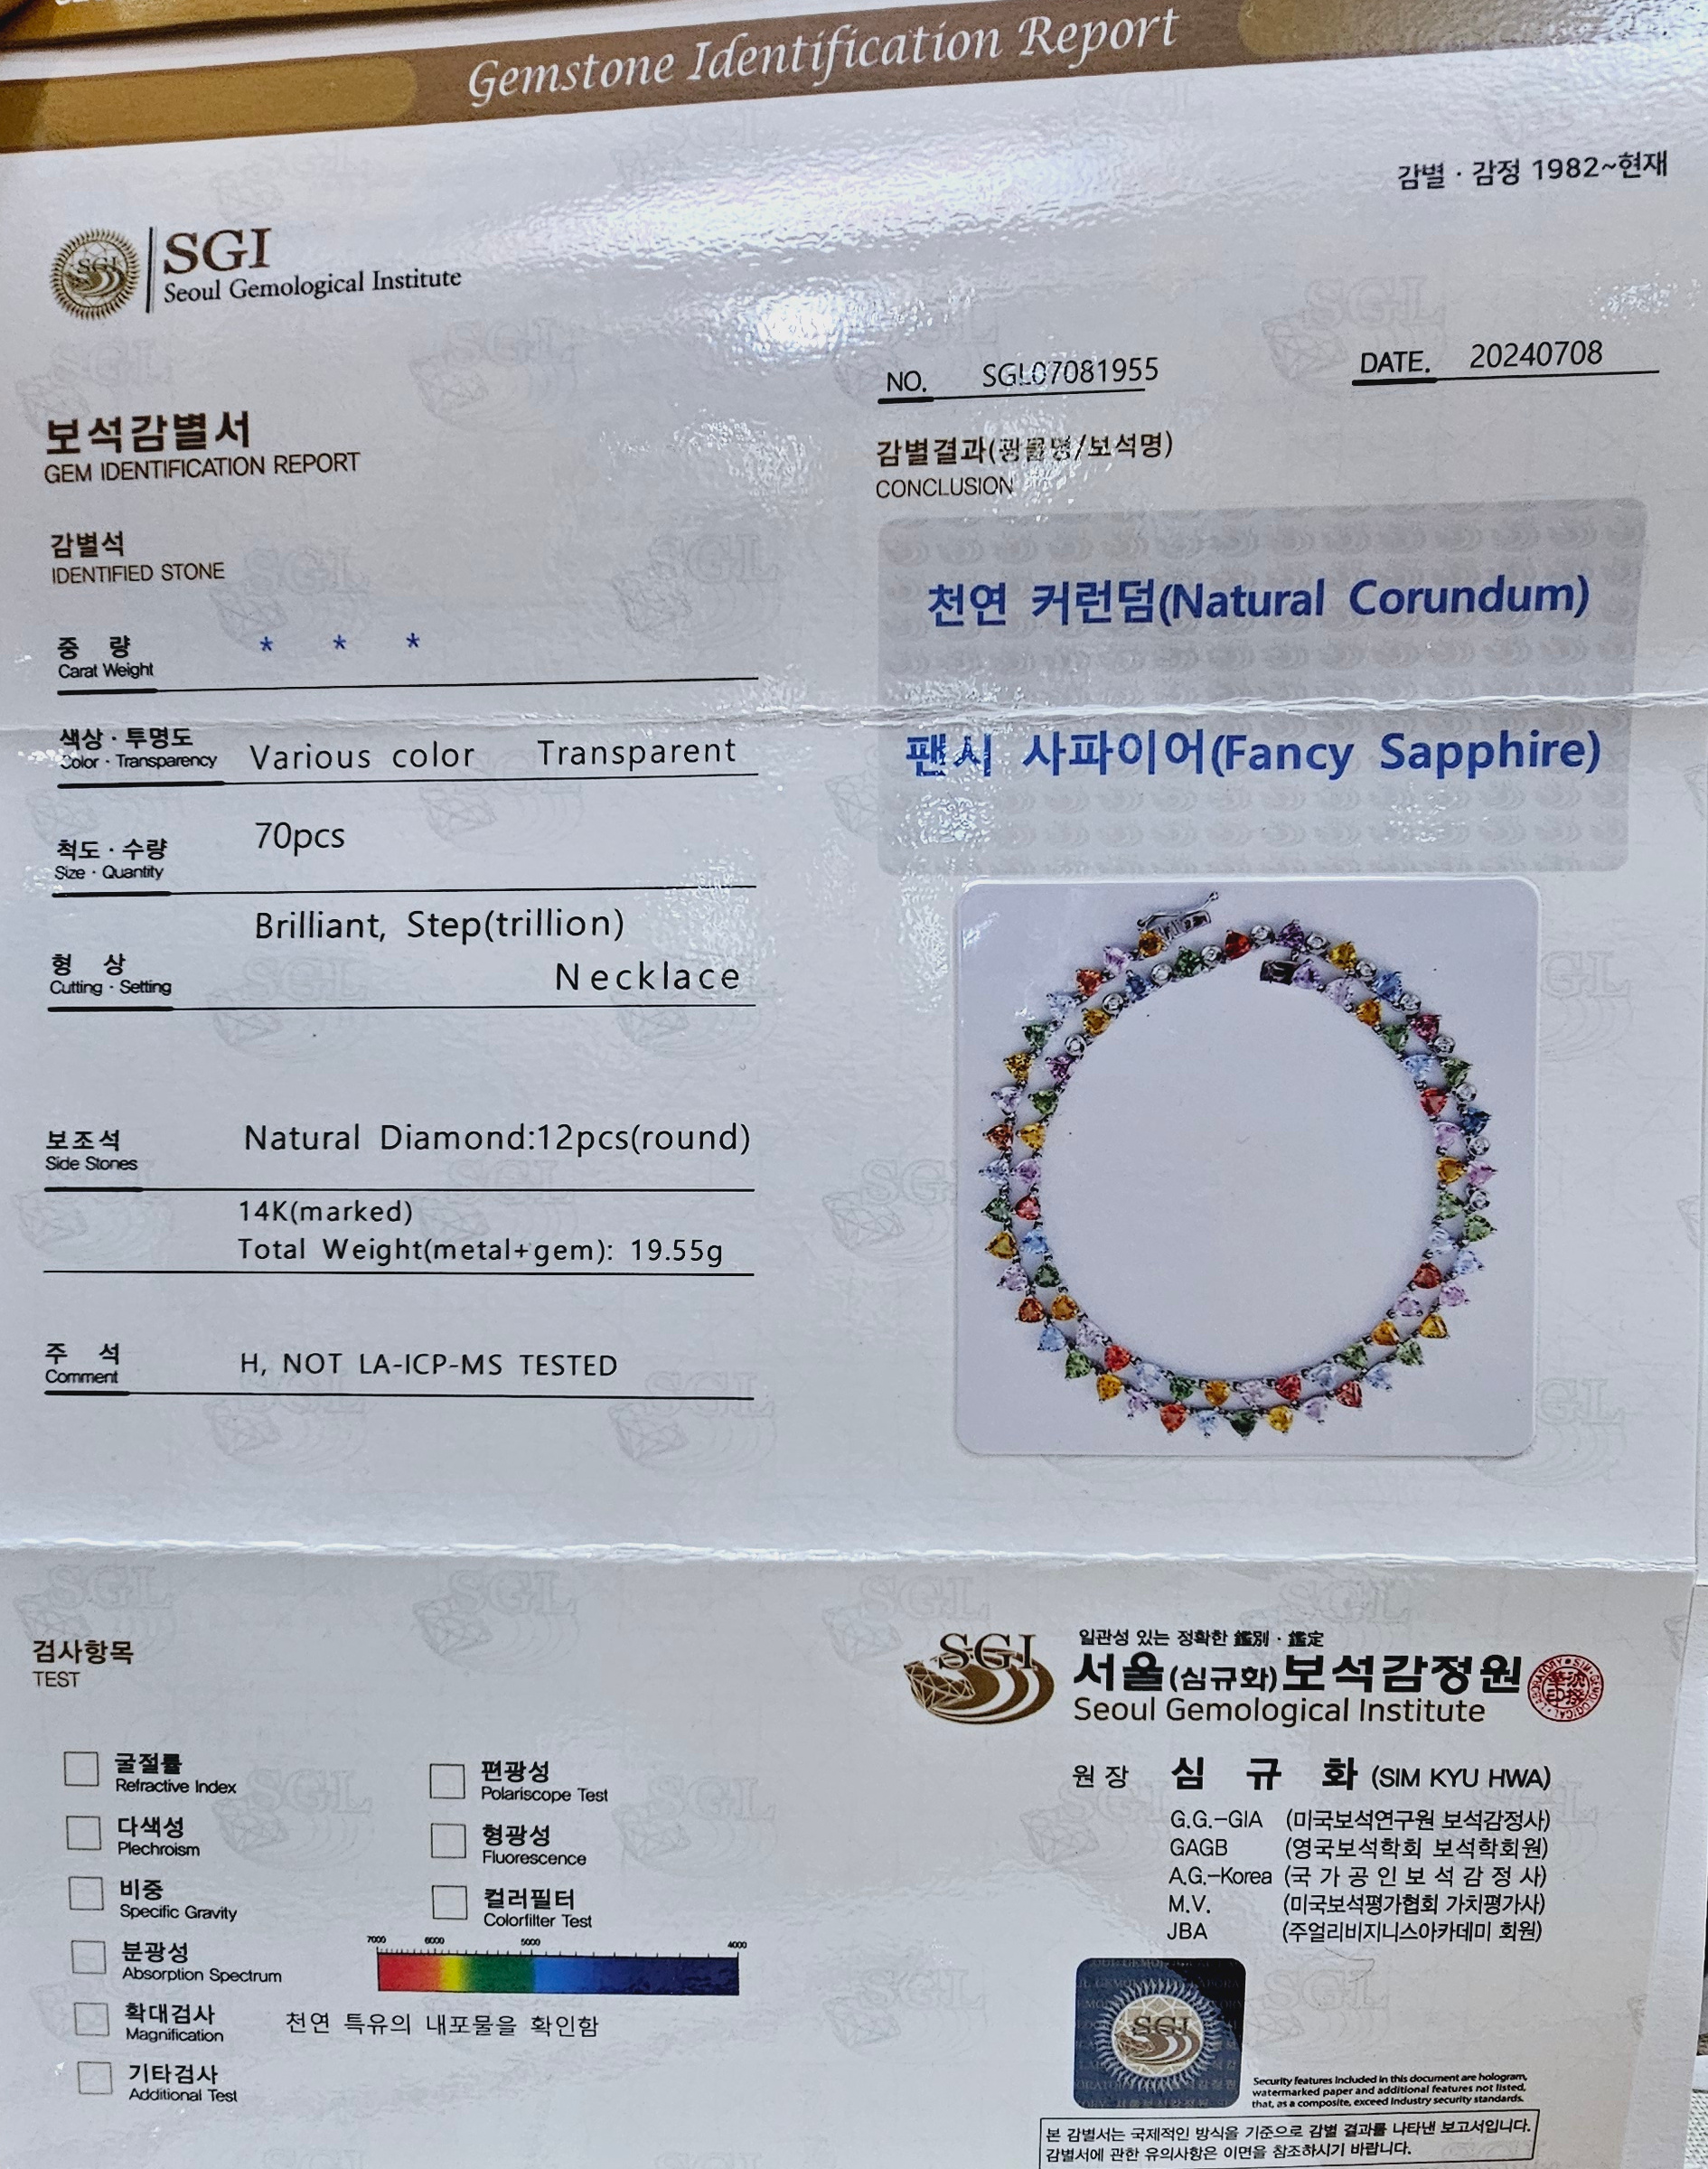 Gemstone Identification Report
감별 · 감정 1982~현재
SGI
Seoul Gemological Institute
NO. SGL07081955
DATE. 20240708
보석감별서
GEM IDENTIFICATION REPORT
감별결과(광물명/보석명)
CONCLUSION
감별석
IDENTIFIED STONE
천연 커런덤(Natural Corundum)
팬시 사파이어(Fancy Sapphire)
중 량
Carat Weight
* * *
색상 · 투명도
Color · Transparency
Various color Transparent
척도 · 수량
Size · Quantity
70pcs
형 상
Cutting · Setting
Brilliant, Step(trillion)
Necklace
보조석
Side Stones
Natural Diamond:12pcs(round)
14K(marked)
Total Weight(metal+gem): 19.55g
주 석
Comment
H, NOT LA-ICP-MS TESTED
검사항목
TEST
굴절률
Refractive Index
다색성
Plechroism
비중
Specific Gravity
분광성
Absorption Spectrum
확대검사
Magnification
천연 특유의 내포물을 확인함
기타검사
Additional Test
편광성
Polariscope Test
형광성
Fluorescence
컬러필터
Colorfilter Test
7000 6000 5000 4000
SGI
일관성 있는 정확한 鑑別 · 鑑定
서울(심규화)보석감정원
Seoul Gemological Institute
원 장 심 규 화 (SIM KYU HWA)
G.G.-GIA (미국보석연구원 보석감정사)
GAGB (영국보석학회 보석학회원)
A.G.-Korea (국가공인보석감정사)
M.V. (미국보석평가협회 가치평가사)
JBA (주얼리비지니스아카데미 회원)
SGI
Security features included in this document are hologram,
watermarked paper and additional features not listed,
that, as a composite, exceed industry security standards.
본 감별서는 국제적인 방식을 기준으로 감별 결과를 나타낸 보고서입니다.
감별서에 관한 유의사항은 이면을 참조하시기 바랍니다.